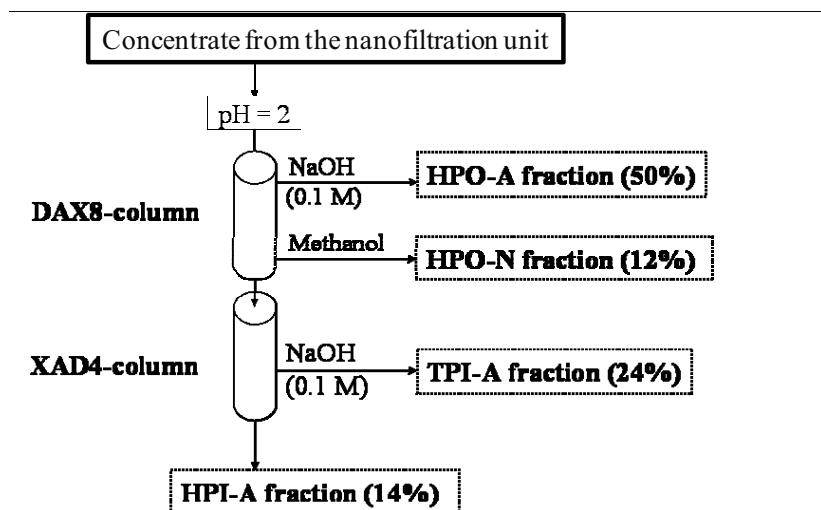 Concentrate from the nanofiltration unit
pH = 2
NaOH
(0.1 M)
HPO-A fraction (50%)
DAX8-column
Methanol
HPO-N fraction (12%)
XAD4-column
NaOH
(0.1 M)
TPI-A fraction (24%)
HPI-A fraction (14%)